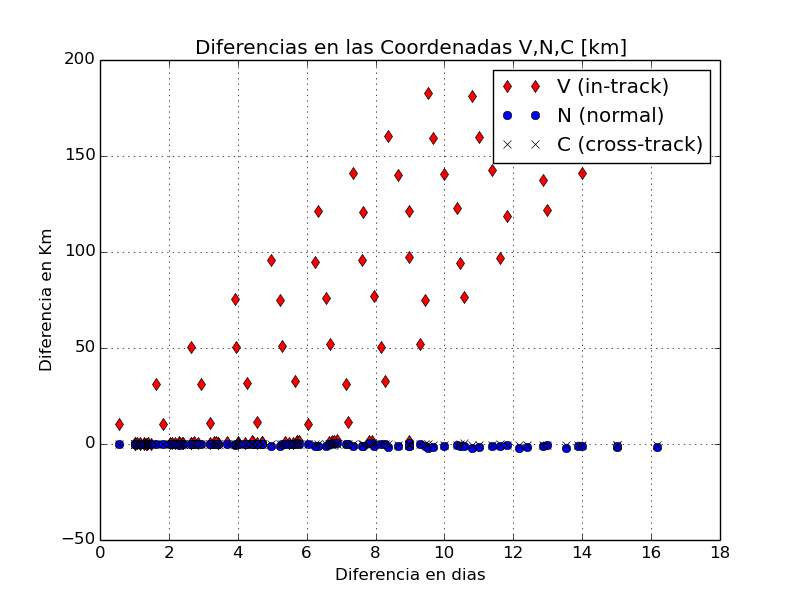 Diferencias en las Coordenadas V,N,C [km]
200
150
100
50
0
−50
Diferencia en Km
V (in-track)
N (normal)
C (cross-track)
0 2 4 6 8 10 12 14 16 18
Diferencia en dias